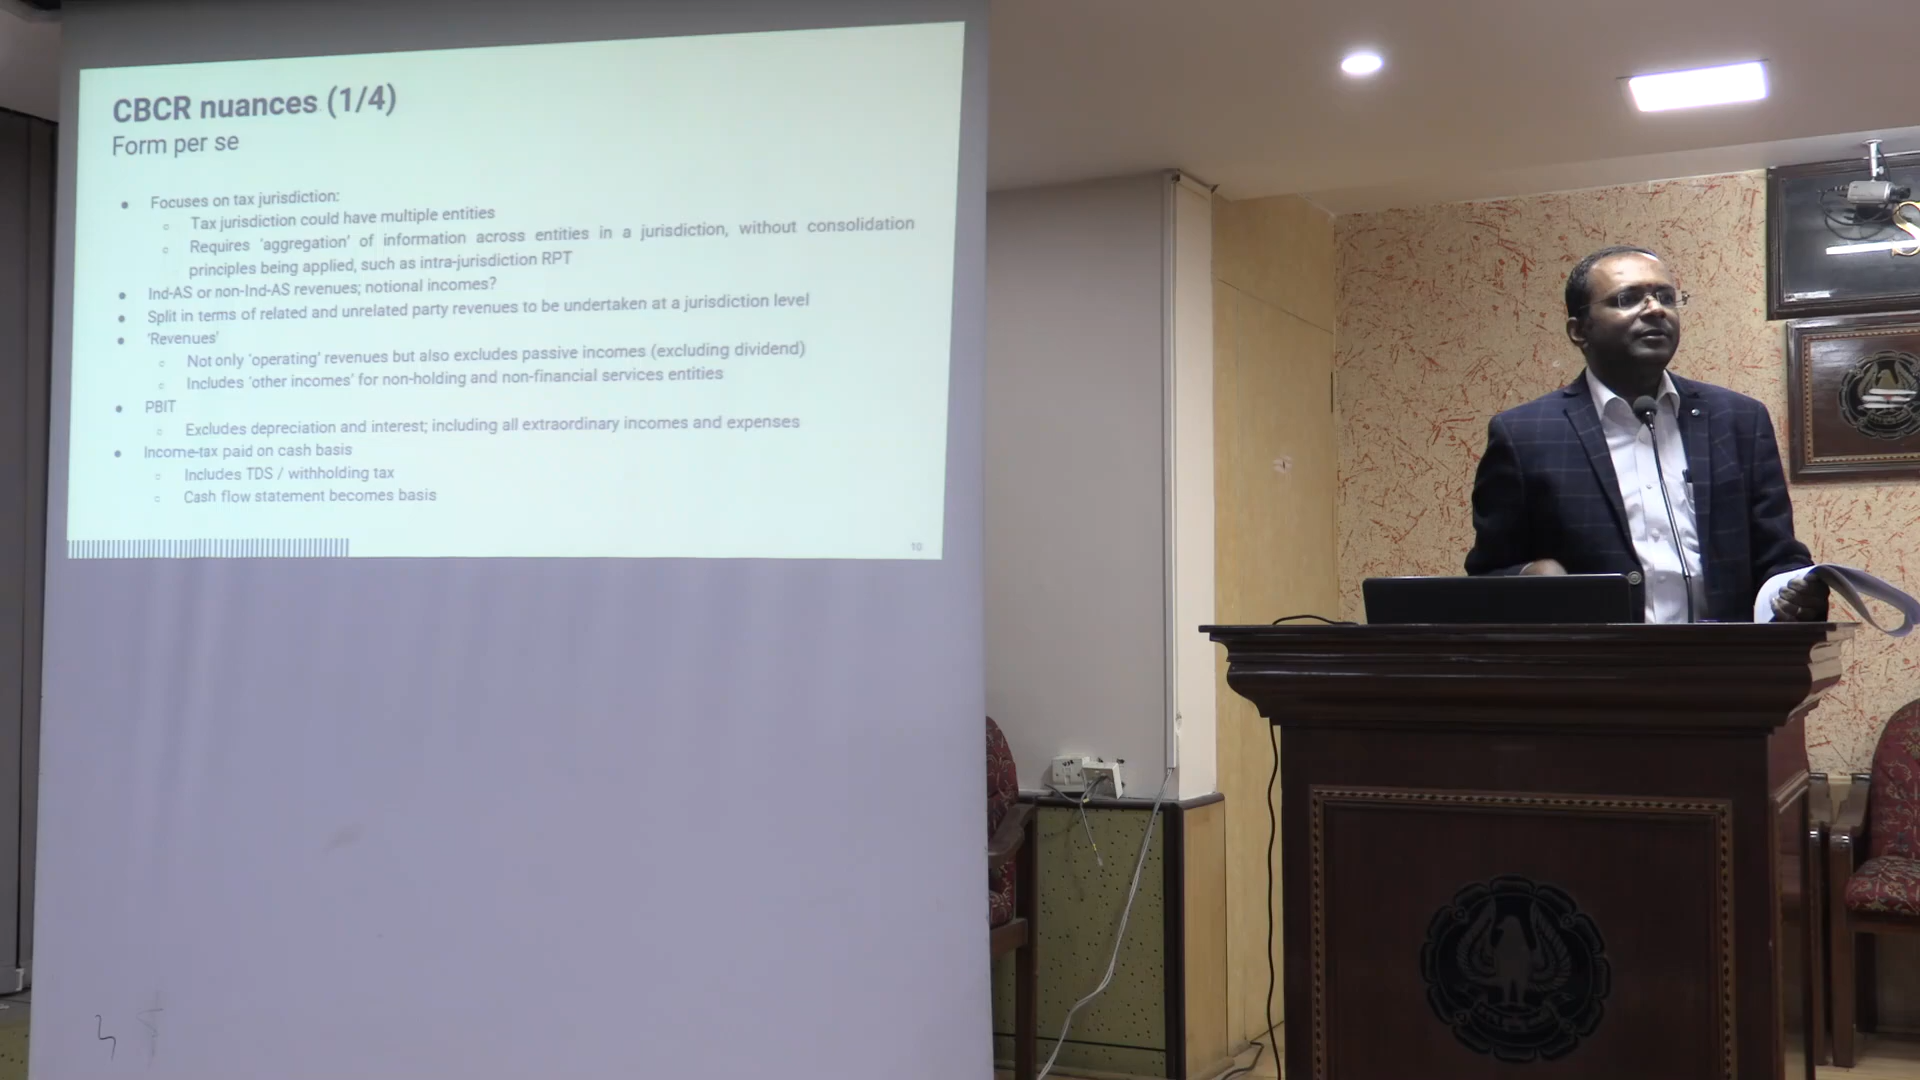 CBCR nuances (1/4)
Form per se
● Focuses on tax jurisdiction:
○ Tax jurisdiction could have multiple entities
○ Requires 'aggregation' of information across entities in a jurisdiction, without consolidation
principles being applied, such as intra-jurisdiction RPT
● Ind-AS or non-Ind-AS revenues; notional incomes?
● Split in terms of related and unrelated party revenues to be undertaken at a jurisdiction level
● 'Revenues'
○ Not only 'operating' revenues but also excludes passive incomes (excluding dividend)
○ Includes 'other incomes' for non-holding and non-financial services entities
● PBIT
○ Excludes depreciation and interest; including all extraordinary incomes and expenses
● Income-tax paid on cash basis
○ Includes TDS / withholding tax
○ Cash flow statement becomes basis
10